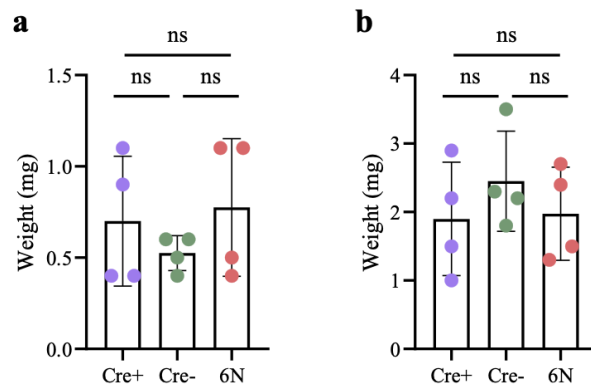 a
ns
ns
ns
Weight (mg)
1.5
1.0
0.5
0.0
Cre+
Cre-
6N
b
ns
ns
ns
Weight (mg)
4
3
2
1
0
Cre+
Cre-
6N